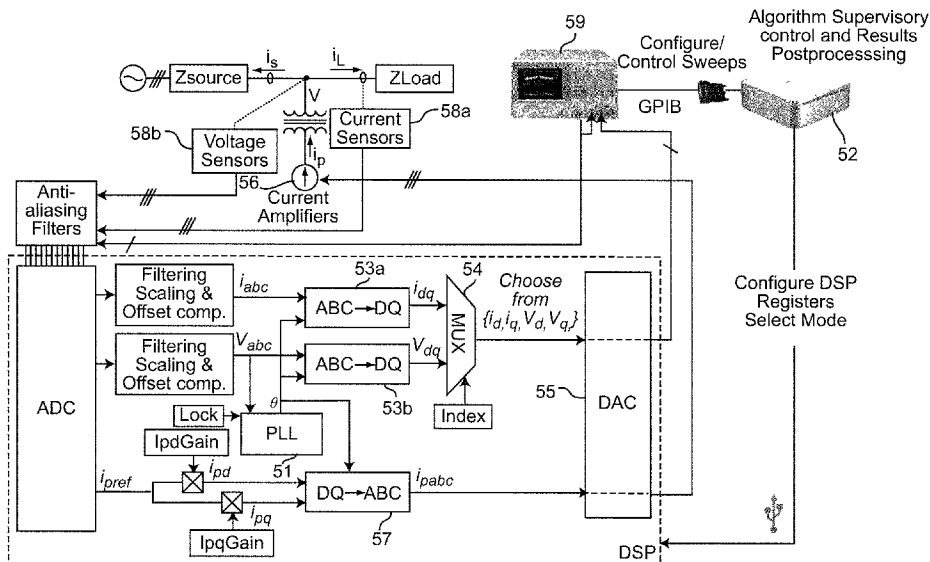 59
Algorithm Supervisory
control and Results
Postprocesssing
Configure/
Control Sweeps
GPIB
52
is
iL
Zsource
ZLoad
V
58a
58b
Voltage
Sensors
Current
Sensors
ip
56
Current
Amplifiers
Anti-
aliasing
Filters
Filtering
Scaling &
Offset comp.
iabc
53a
ABC→DQ
idq
54
MUX
Choose
from
{id,iq,Vd,Vq,}
Configure DSP
Registers
Select Mode
Filtering
Scaling &
Offset comp.
Vabc
ABC→DQ
53b
Vdq
55
DAC
ADC
Index
θ
Lock
PLL
51
IpdGain
ipref
ipd
ipq
DQ→ABC
57
ipabc
IpqGain
DSP